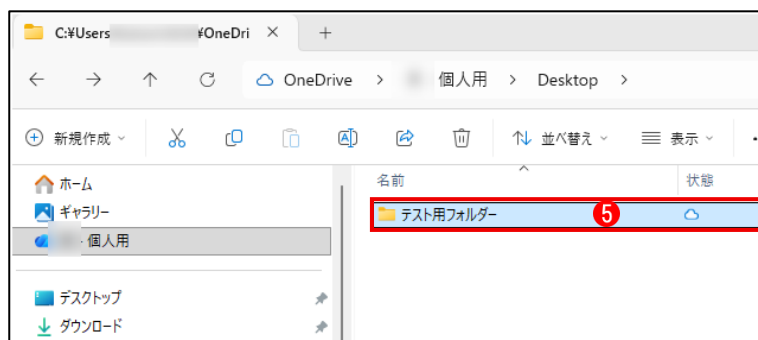 C:¥Users ¥OneDri
OneDrive > 個人用 > Desktop >
新規作成 並べ替え 表示
ホーム
ギャラリー
- 個人用
デスクトップ
ダウンロード
名前 状態
テスト用フォルダー 5